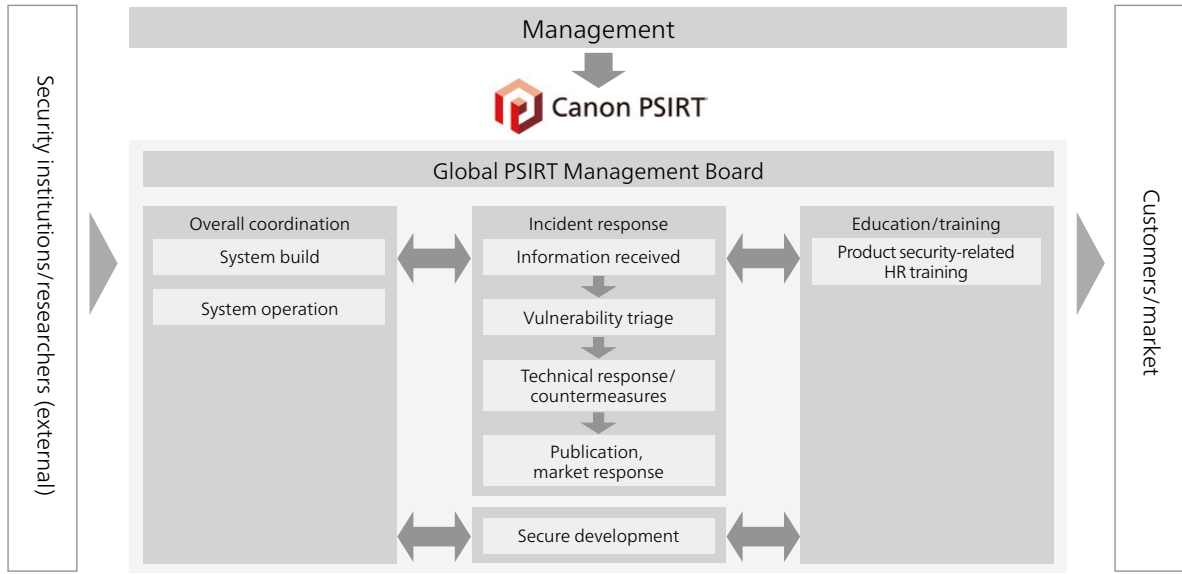 Management
Canon PSIRT
Security institutions/researchers (external)
Global PSIRT Management Board
Overall coordination
System build
System operation
Incident response
Information received
Vulnerability triage
Technical response/
countermeasures
Publication,
market response
Secure development
Education/training
Product security-related
HR training
Customers/market